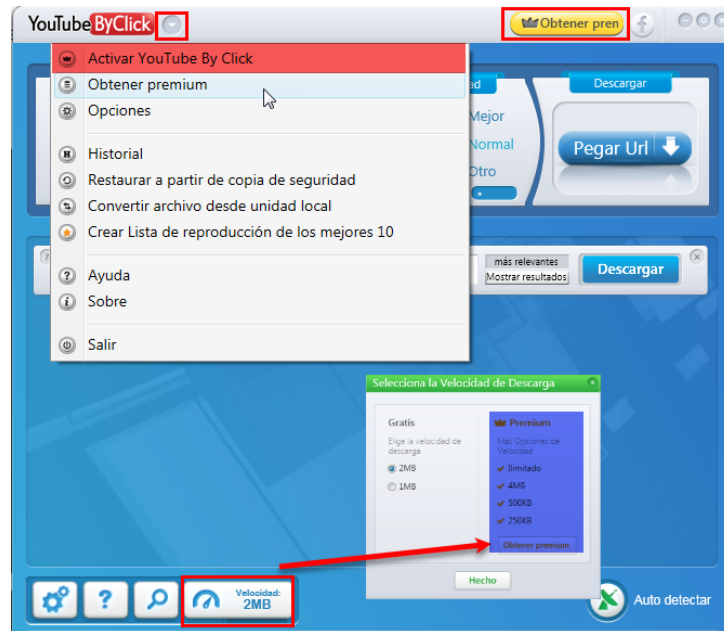 YouTube ByClick
Obtener pren
Activar YouTube By Click
Obtener premium
Opciones
Historial
Restaurar a partir de copia de seguridad
Convertir archivo desde unidad local
Crear Lista de reproducción de los mejores 10
Ayuda
Sobre
Salir
ad
Mejor
Normal
Otro
Descargar
Pegar Url
más relevantes
Mostrar resultados
Descargar
Selecciona la Velocidad de Descarga
Gratis
Elige la velocidad de
descarga
2MB
1MB
Premium
Más Opciones de
Velocidad
Ilimitado
4MB
500KB
250KB
Obtener premium
Hecho
Velocidad:
2MB
Auto detectar